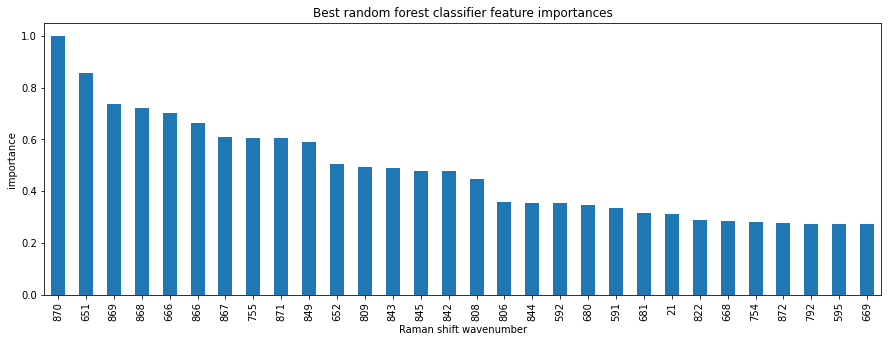 Best random forest classifier feature importances
1.0
0.8
0.6
0.4
0.2
0.0
importance
870 651 869 868 666 866 867 755 871 849 652 809 843 845 842 808 806 844 592 680 591 681 21 822 668 754 872 792 595 669
Raman shift wavenumber